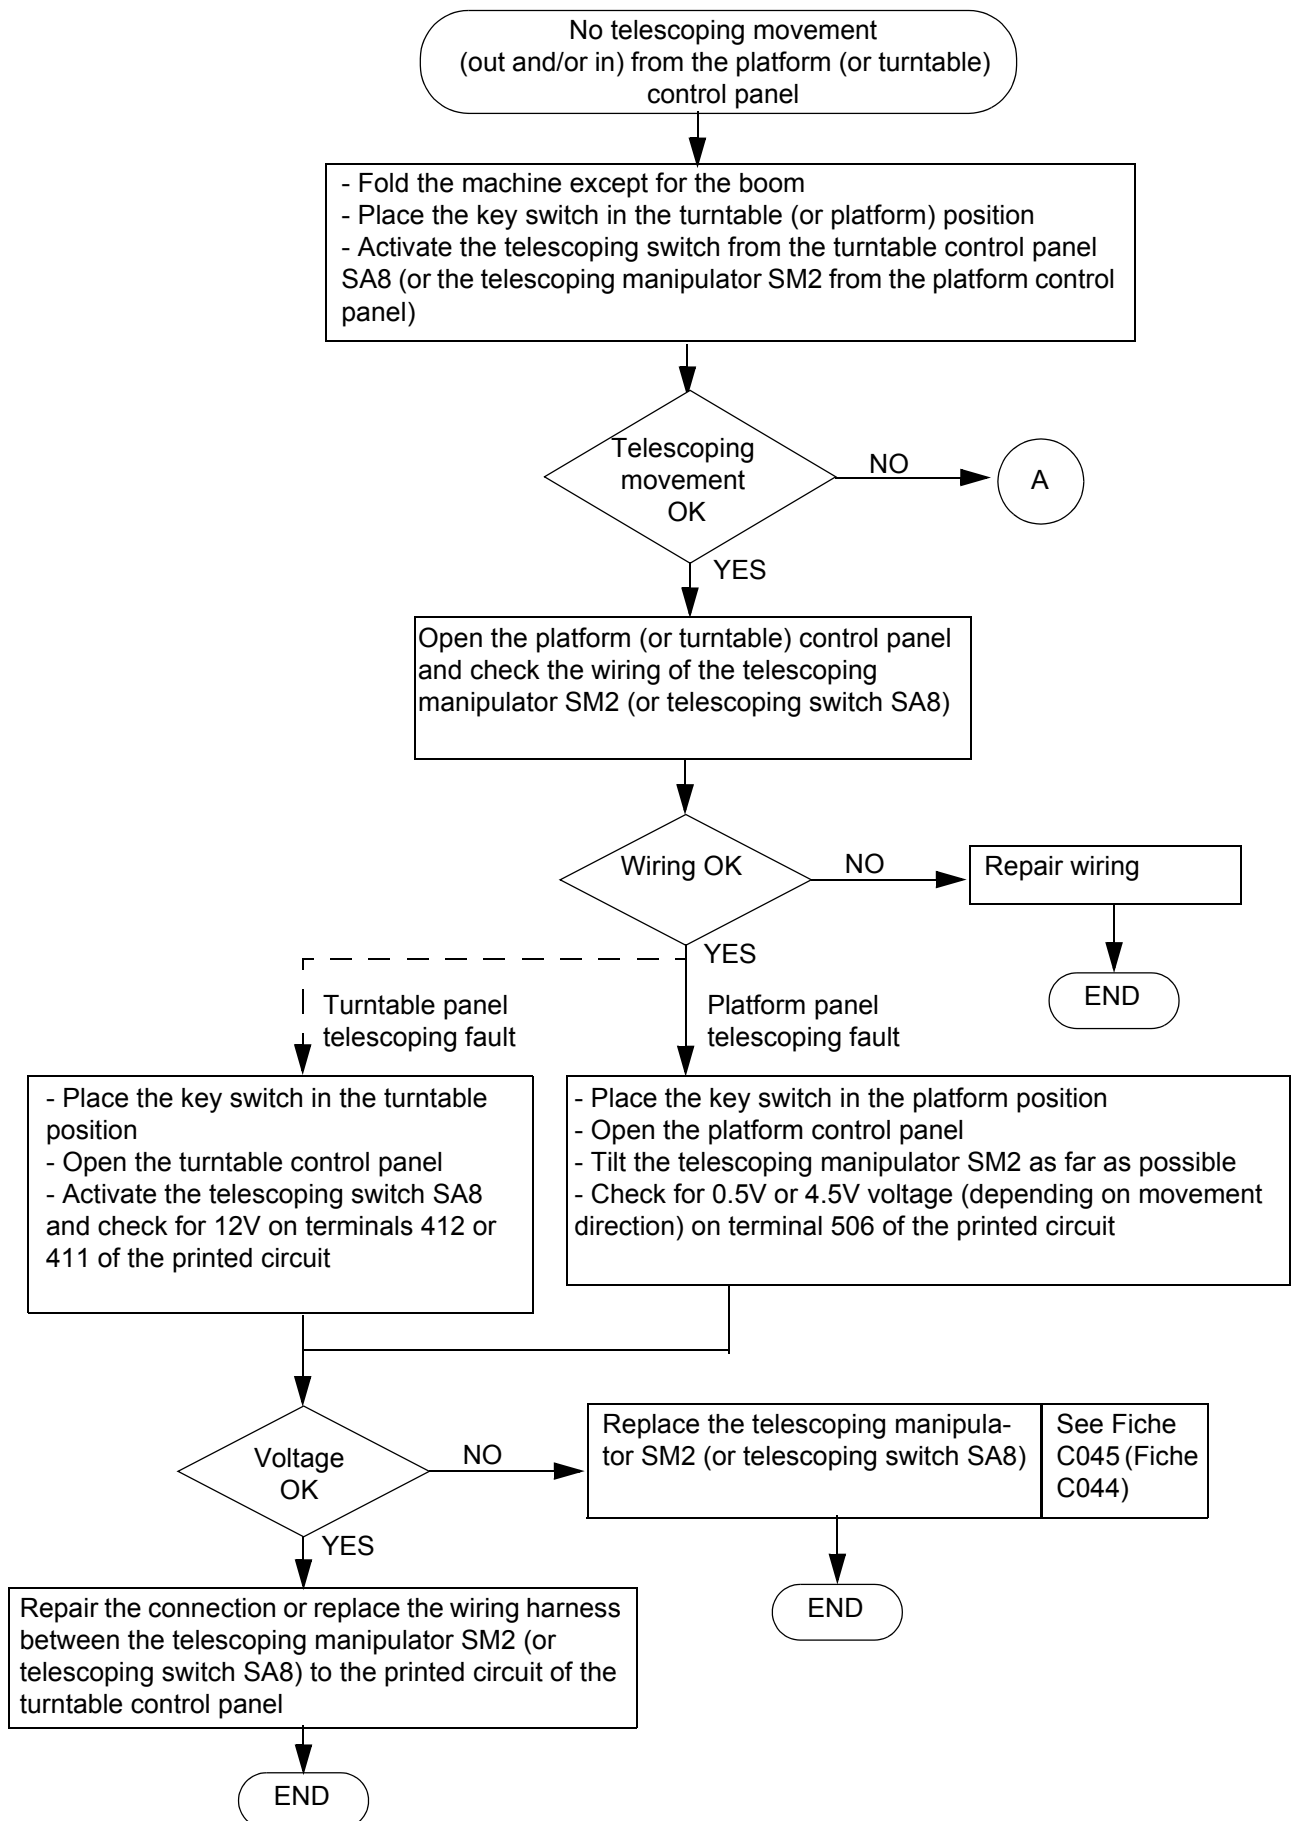 No telescoping movement
(out and/or in) from the platform (or turntable)
control panel
- Fold the machine except for the boom
- Place the key switch in the turntable (or platform) position
- Activate the telescoping switch from the turntable control panel
SA8 (or the telescoping manipulator SM2 from the platform control
panel)
Telescoping
movement
OK
NO
A
YES
Open the platform (or turntable) control panel
and check the wiring of the telescoping
manipulator SM2 (or telescoping switch SA8)
Wiring OK
NO
Repair wiring
END
YES
Turntable panel
telescoping fault
Platform panel
telescoping fault
- Place the key switch in the turntable
position
- Open the turntable control panel
- Activate the telescoping switch SA8
and check for 12V on terminals 412 or
411 of the printed circuit
- Place the key switch in the platform position
- Open the platform control panel
- Tilt the telescoping manipulator SM2 as far as possible
- Check for 0.5V or 4.5V voltage (depending on movement
direction) on terminal 506 of the printed circuit
Voltage
OK
NO
Replace the telescoping manipula-
tor SM2 (or telescoping switch SA8)
See Fiche
C045 (Fiche
C044)
END
YES
Repair the connection or replace the wiring harness
between the telescoping manipulator SM2 (or
telescoping switch SA8) to the printed circuit of the
turntable control panel
END